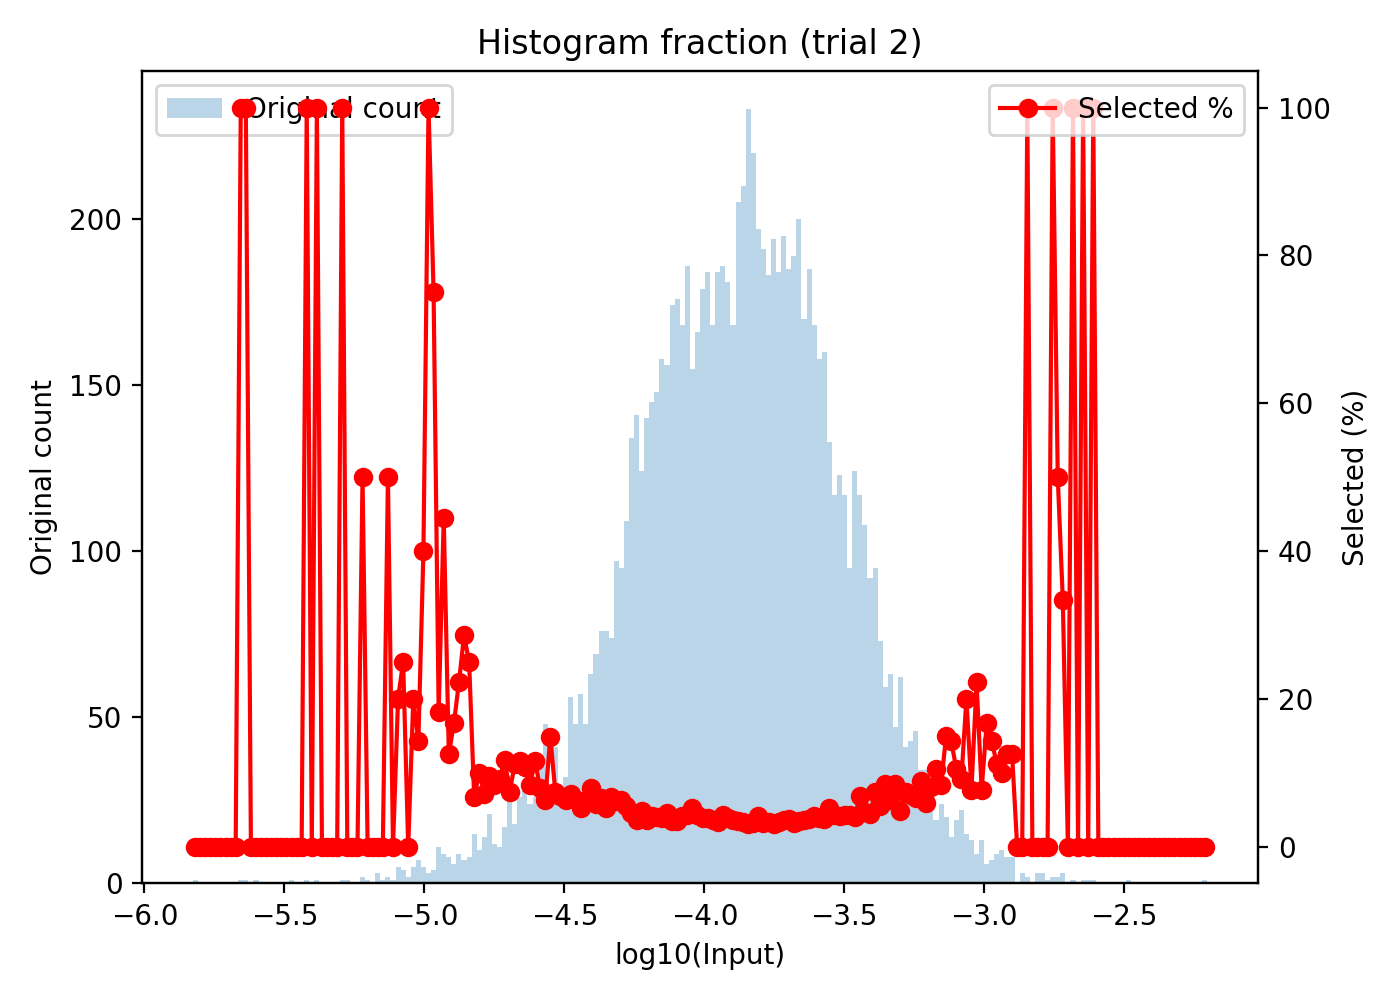 Histogram fraction (trial 2)
Original count
Selected %
200
150
100
50
0
Original count
100
80
60
40
20
0
Selected (%)
−6.0 −5.5 −5.0 −4.5 −4.0 −3.5 −3.0 −2.5
log10(Input)